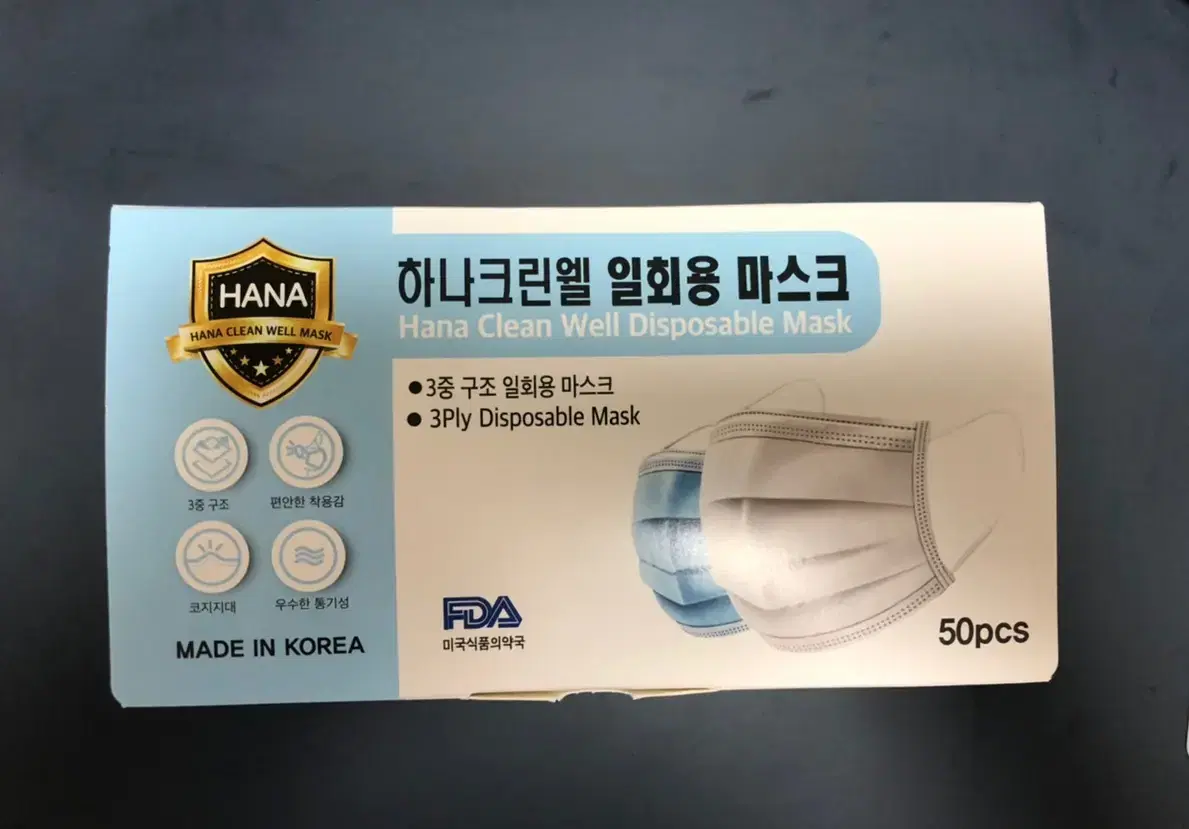 HANA
HANA CLEAN WELL MASK
하나크린웰 일회용 마스크
Hana Clean Well Disposable Mask
●3중 구조 일회용 마스크
● 3Ply Disposable Mask
3중 구조
편안한 착용감
코지지대
우수한 통기성
MADE IN KOREA
FDA
미국식품의약국
50pcs